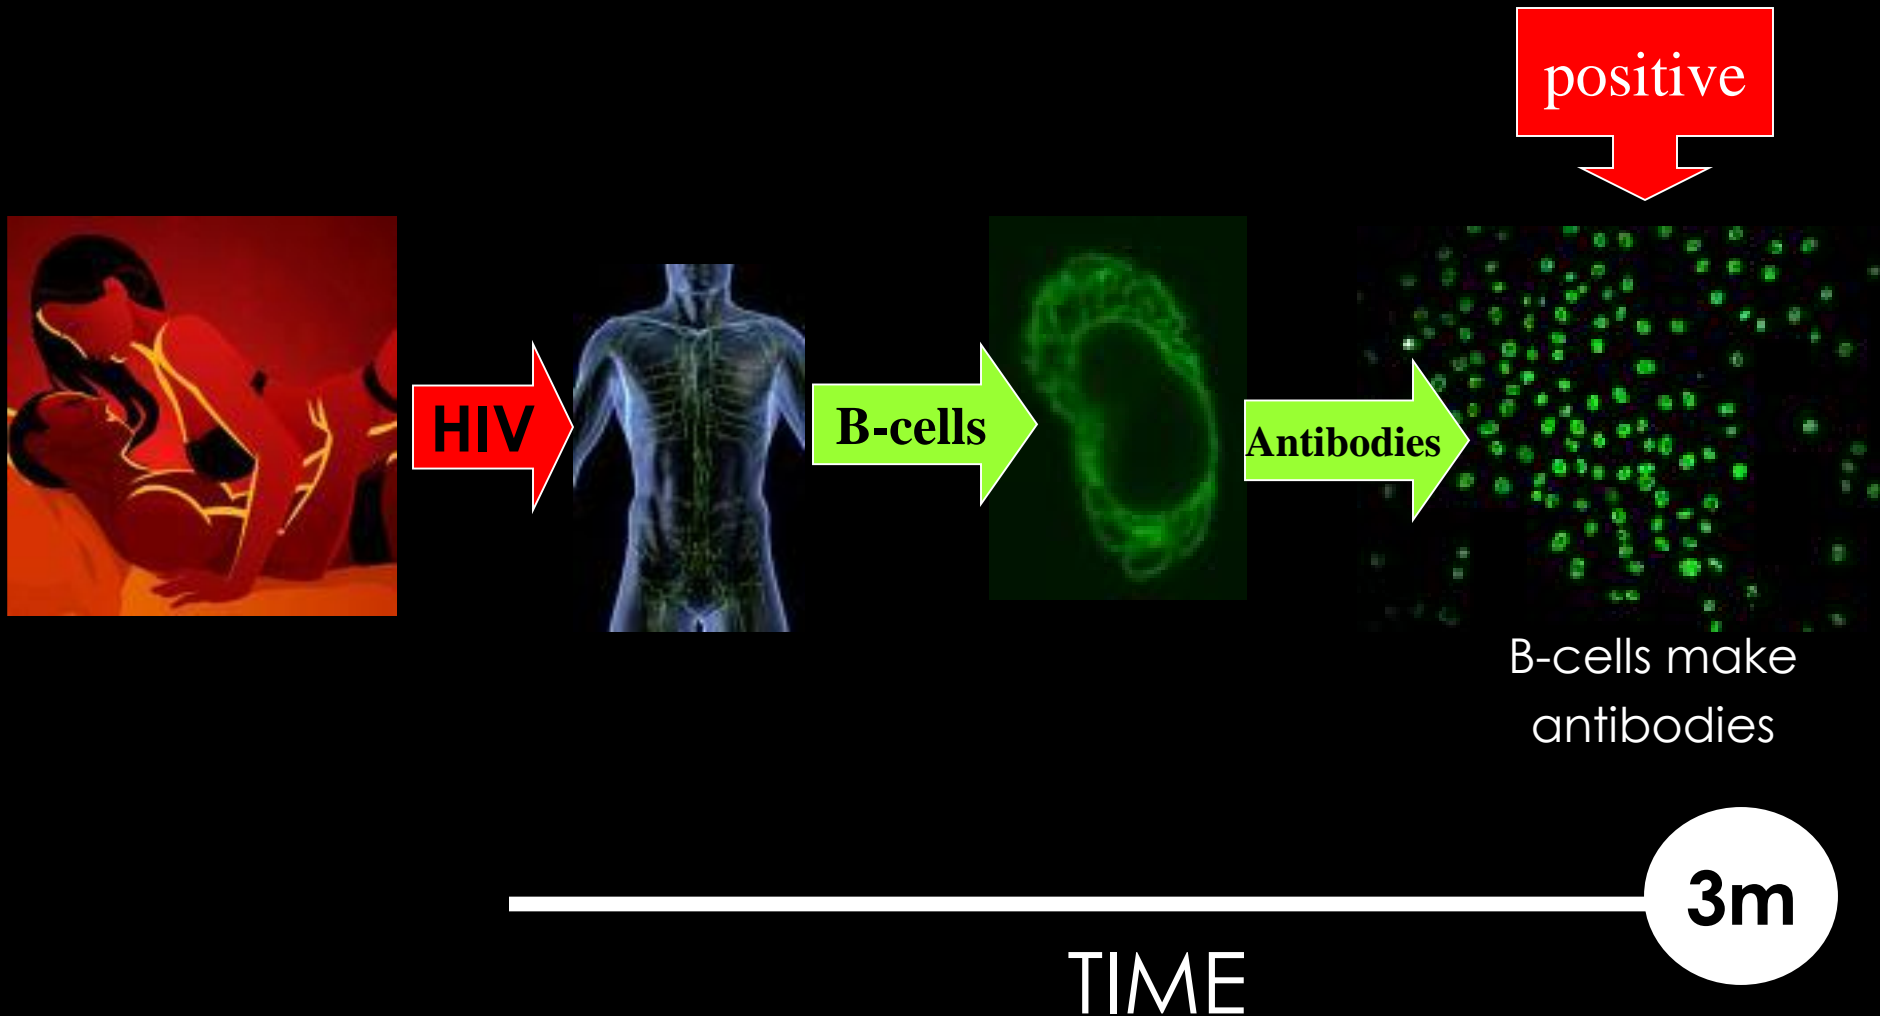 positive
HIV
B-cells
Antibodies
B-cells make
antibodies
3m
TIME